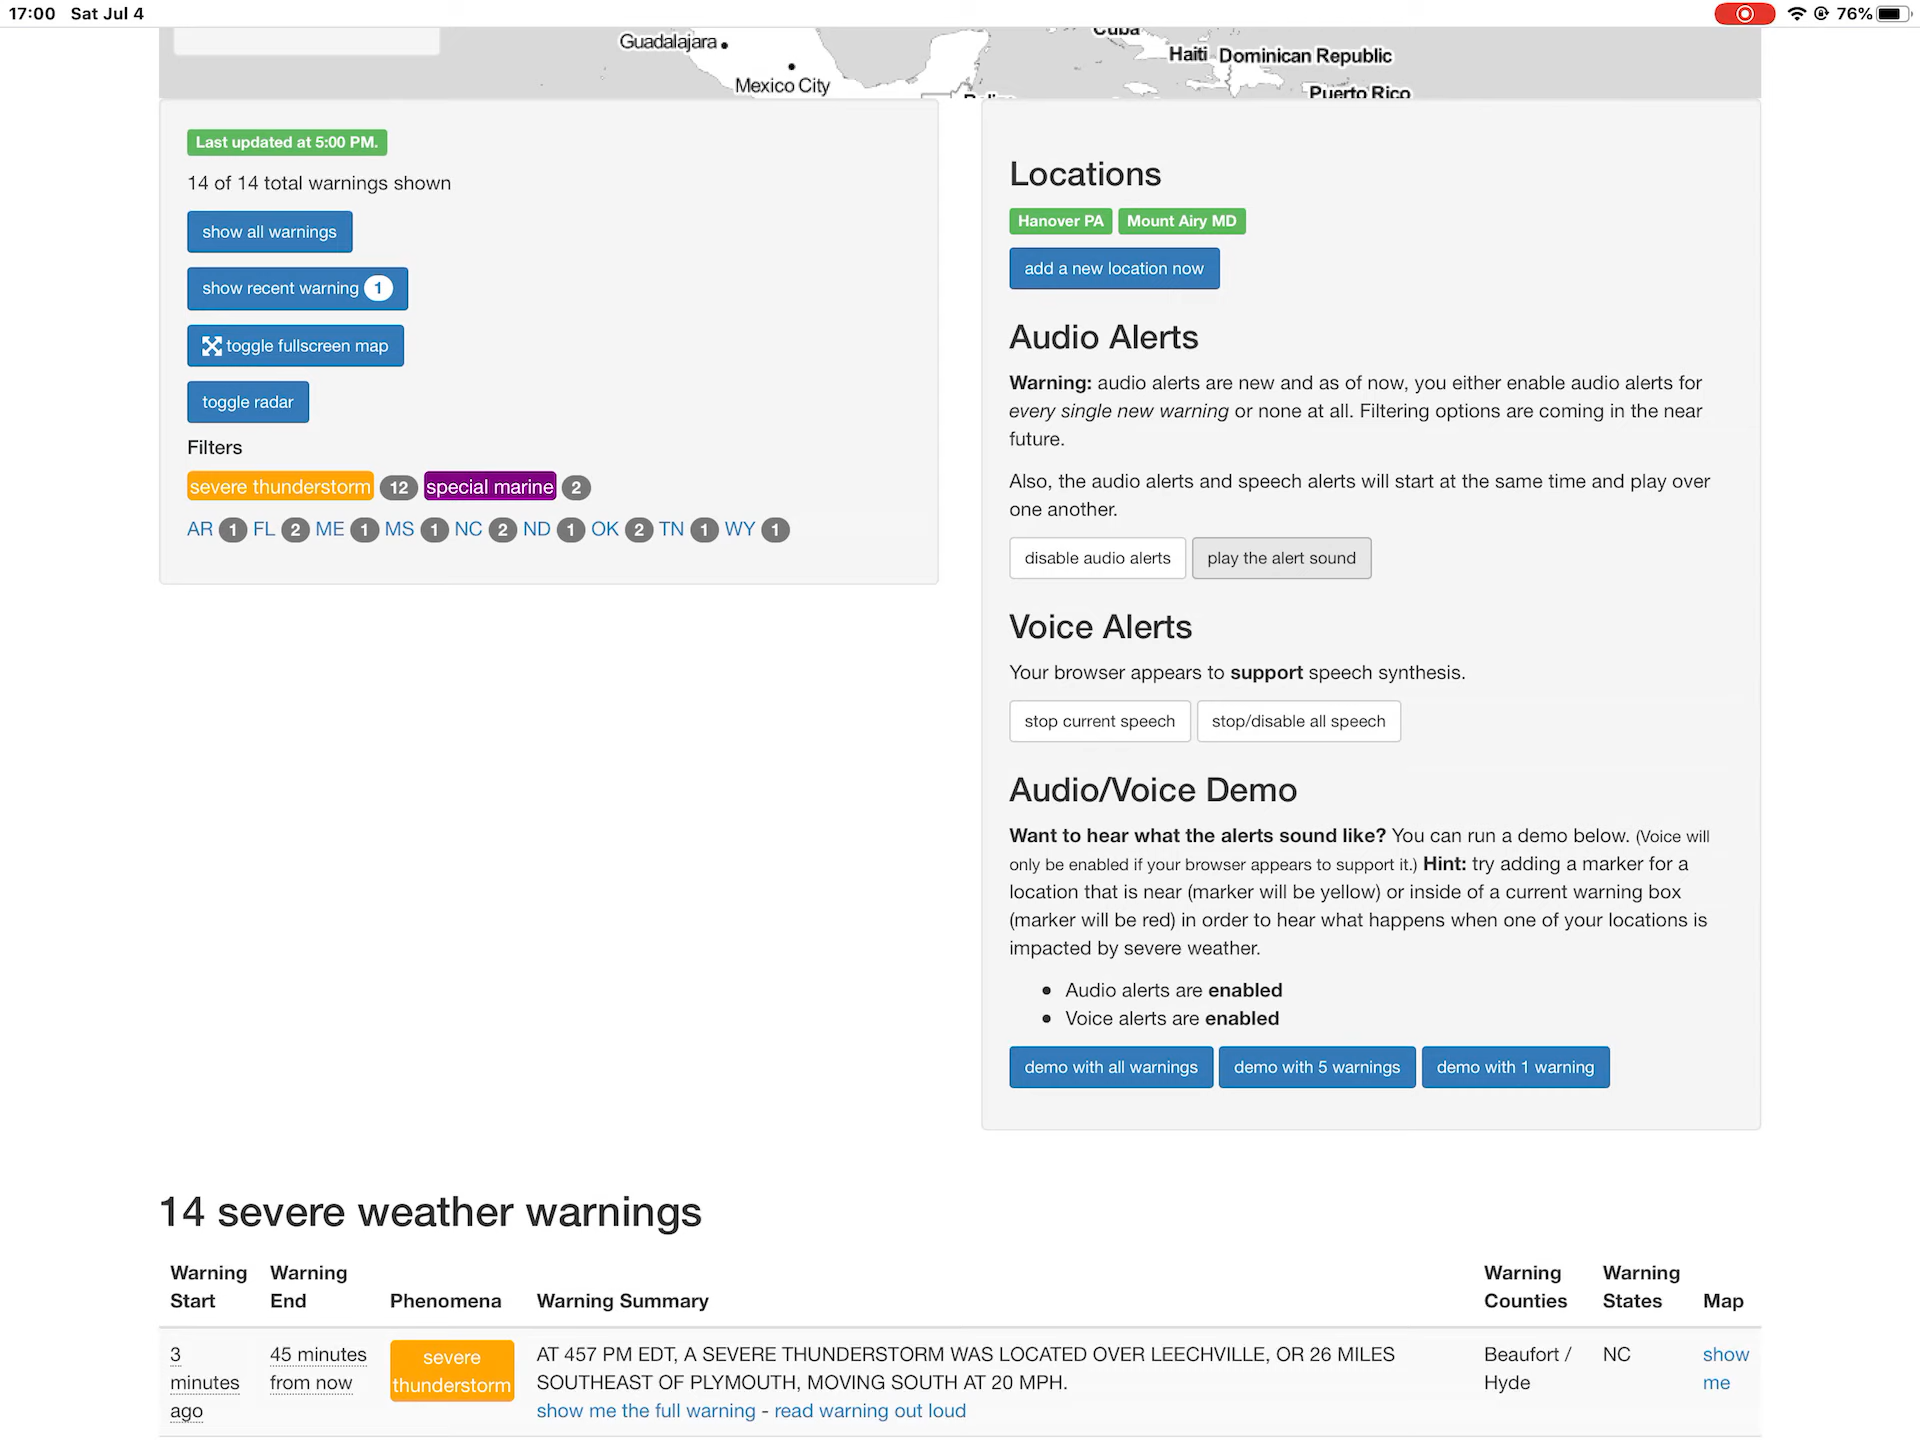 17:00 Sat Jul 4
76%
Guadalajara
Mexico City
Cuba
Haiti Dominican Republic
Puerto Rico
Last updated at 5:00 PM.
14 of 14 total warnings shown
show all warnings
show recent warning 1
toggle fullscreen map
toggle radar
Filters
severe thunderstorm 12 special marine 2
AR 1 FL 2 ME 1 MS 1 NC 2 ND 1 OK 2 TN 1 WY 1
Locations
Hanover PA Mount Airy MD
add a new location now
Audio Alerts
Warning: audio alerts are new and as of now, you either enable audio alerts for
every single new warning or none at all. Filtering options are coming in the near
future.
Also, the audio alerts and speech alerts will start at the same time and play over
one another.
disable audio alerts play the alert sound
Voice Alerts
Your browser appears to support speech synthesis.
stop current speech stop/disable all speech
Audio/Voice Demo
Want to hear what the alerts sound like? You can run a demo below. (Voice will
only be enabled if your browser appears to support it.) Hint: try adding a marker for a
location that is near (marker will be yellow) or inside of a current warning box
(marker will be red) in order to hear what happens when one of your locations is
impacted by severe weather.
Audio alerts are enabled
Voice alerts are enabled
demo with all warnings demo with 5 warnings demo with 1 warning
14 severe weather warnings
Warning Start
Warning End
Phenomena
Warning Summary
Warning Counties
Warning States
Map
3 minutes ago
45 minutes from now
severe thunderstorm
AT 457 PM EDT, A SEVERE THUNDERSTORM WAS LOCATED OVER LEECHVILLE, OR 26 MILES
SOUTHEAST OF PLYMOUTH, MOVING SOUTH AT 20 MPH.
show me the full warning - read warning out loud
Beaufort / Hyde
NC
show me